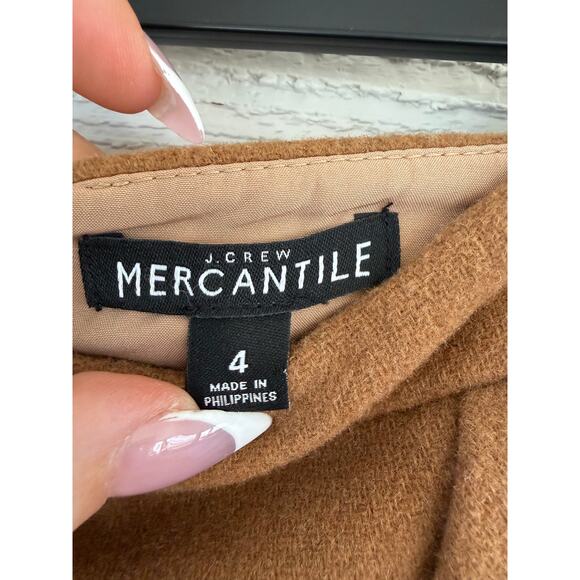 J.CREW
MERCANTILE
4
MADE IN
PHILIPPINES